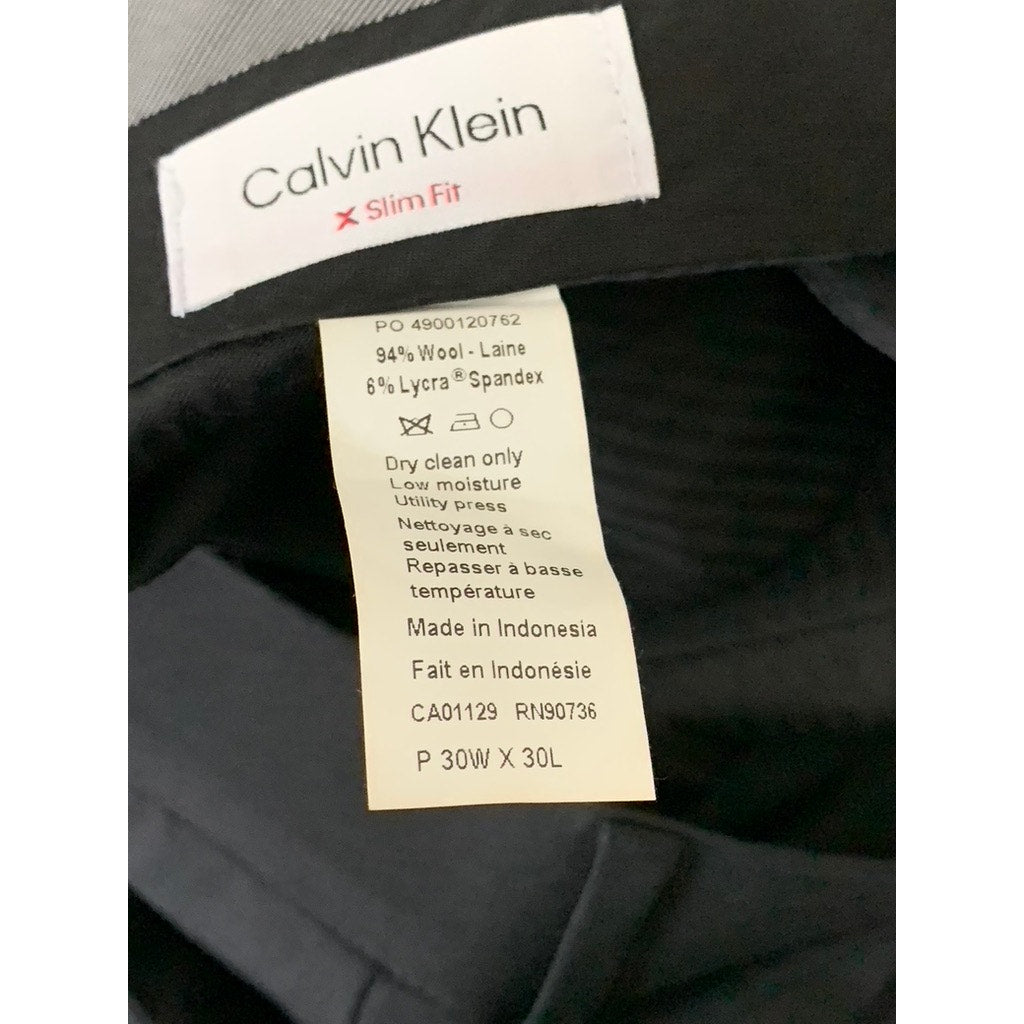 Calvin Klein
X Slim Fit
PO 4900120762
94% Wool - Laine
6% Lycra® Spandex
Dry clean only
Low moisture
Utility press
Nettoyage à sec
seulement
Repasser à basse
température
Made in Indonesia
Fait en Indonésie
CA01129 RN90736
P 30W X 30L